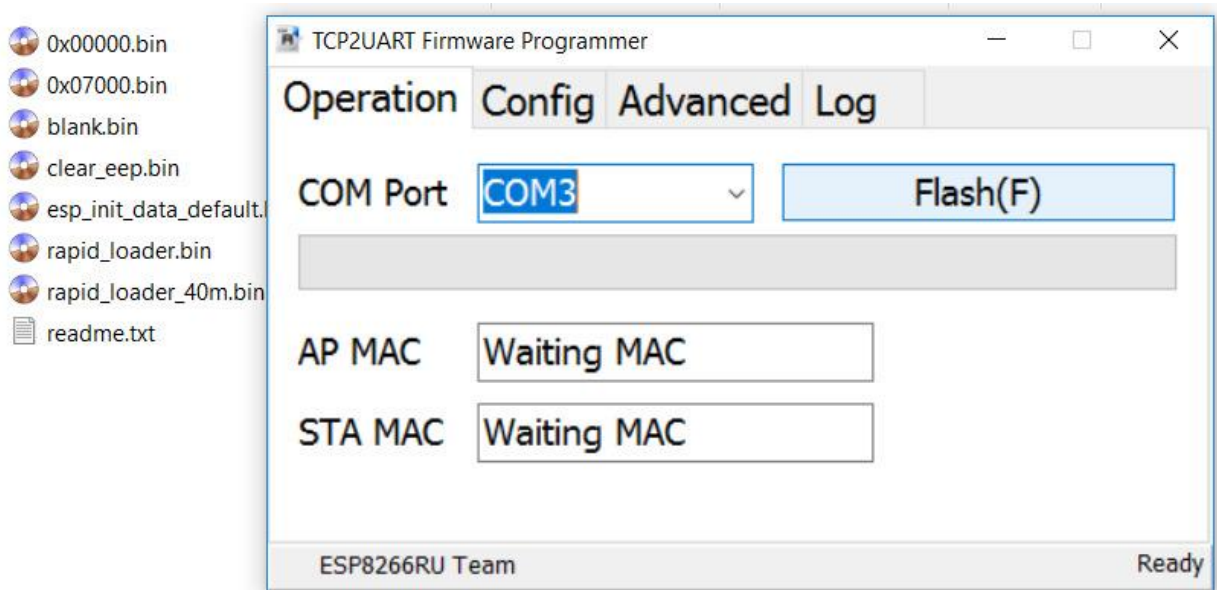 0x00000.bin
0x07000.bin
blank.bin
clear_eep.bin
esp_init_data_default.
rapid_loader.bin
rapid_loader_40m.bin
readme.txt
TCP2UART Firmware Programmer
Operation Config Advanced Log
COM Port COM3 Flash(F)
AP MAC Waiting MAC
STA MAC Waiting MAC
ESP8266RU Team Ready